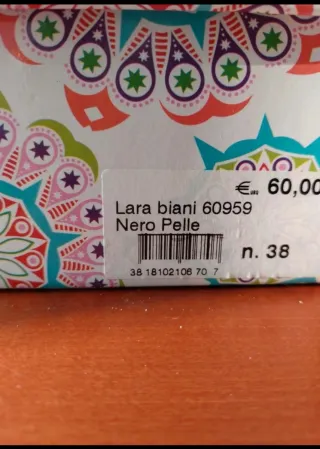 € 60,00
Lara biani 60959
Nero Pelle
n. 38
38 18102106 70 7